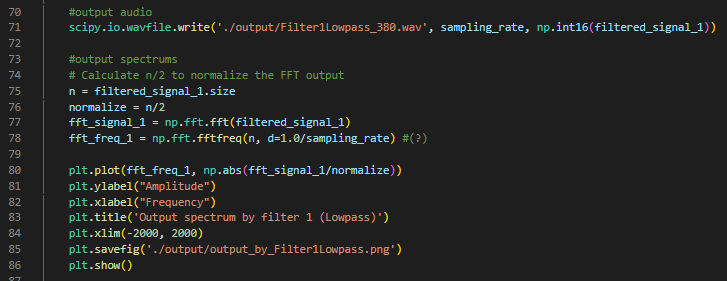 70 #output audio
71 scipy.io.wavfile.write('./output/Filter1Lowpass_380.wav', sampling_rate, np.int16(filtered_signal_1))
72
73 #output spectrums
74 # Calculate n/2 to normalize the FFT output
75 n = filtered_signal_1.size
76 normalize = n/2
77 fft_signal_1 = np.fft.fft(filtered_signal_1)
78 fft_freq_1 = np.fft.fftfreq(n, d=1.0/sampling_rate) #(?)
79
80 plt.plot(fft_freq_1, np.abs(fft_signal_1/normalize))
81 plt.ylabel("Amplitude")
82 plt.xlabel("Frequency")
83 plt.title('Output spectrum by filter 1 (Lowpass)')
84 plt.xlim(-2000, 2000)
85 plt.savefig('./output/output_by_Filter1Lowpass.png')
86 plt.show()
87